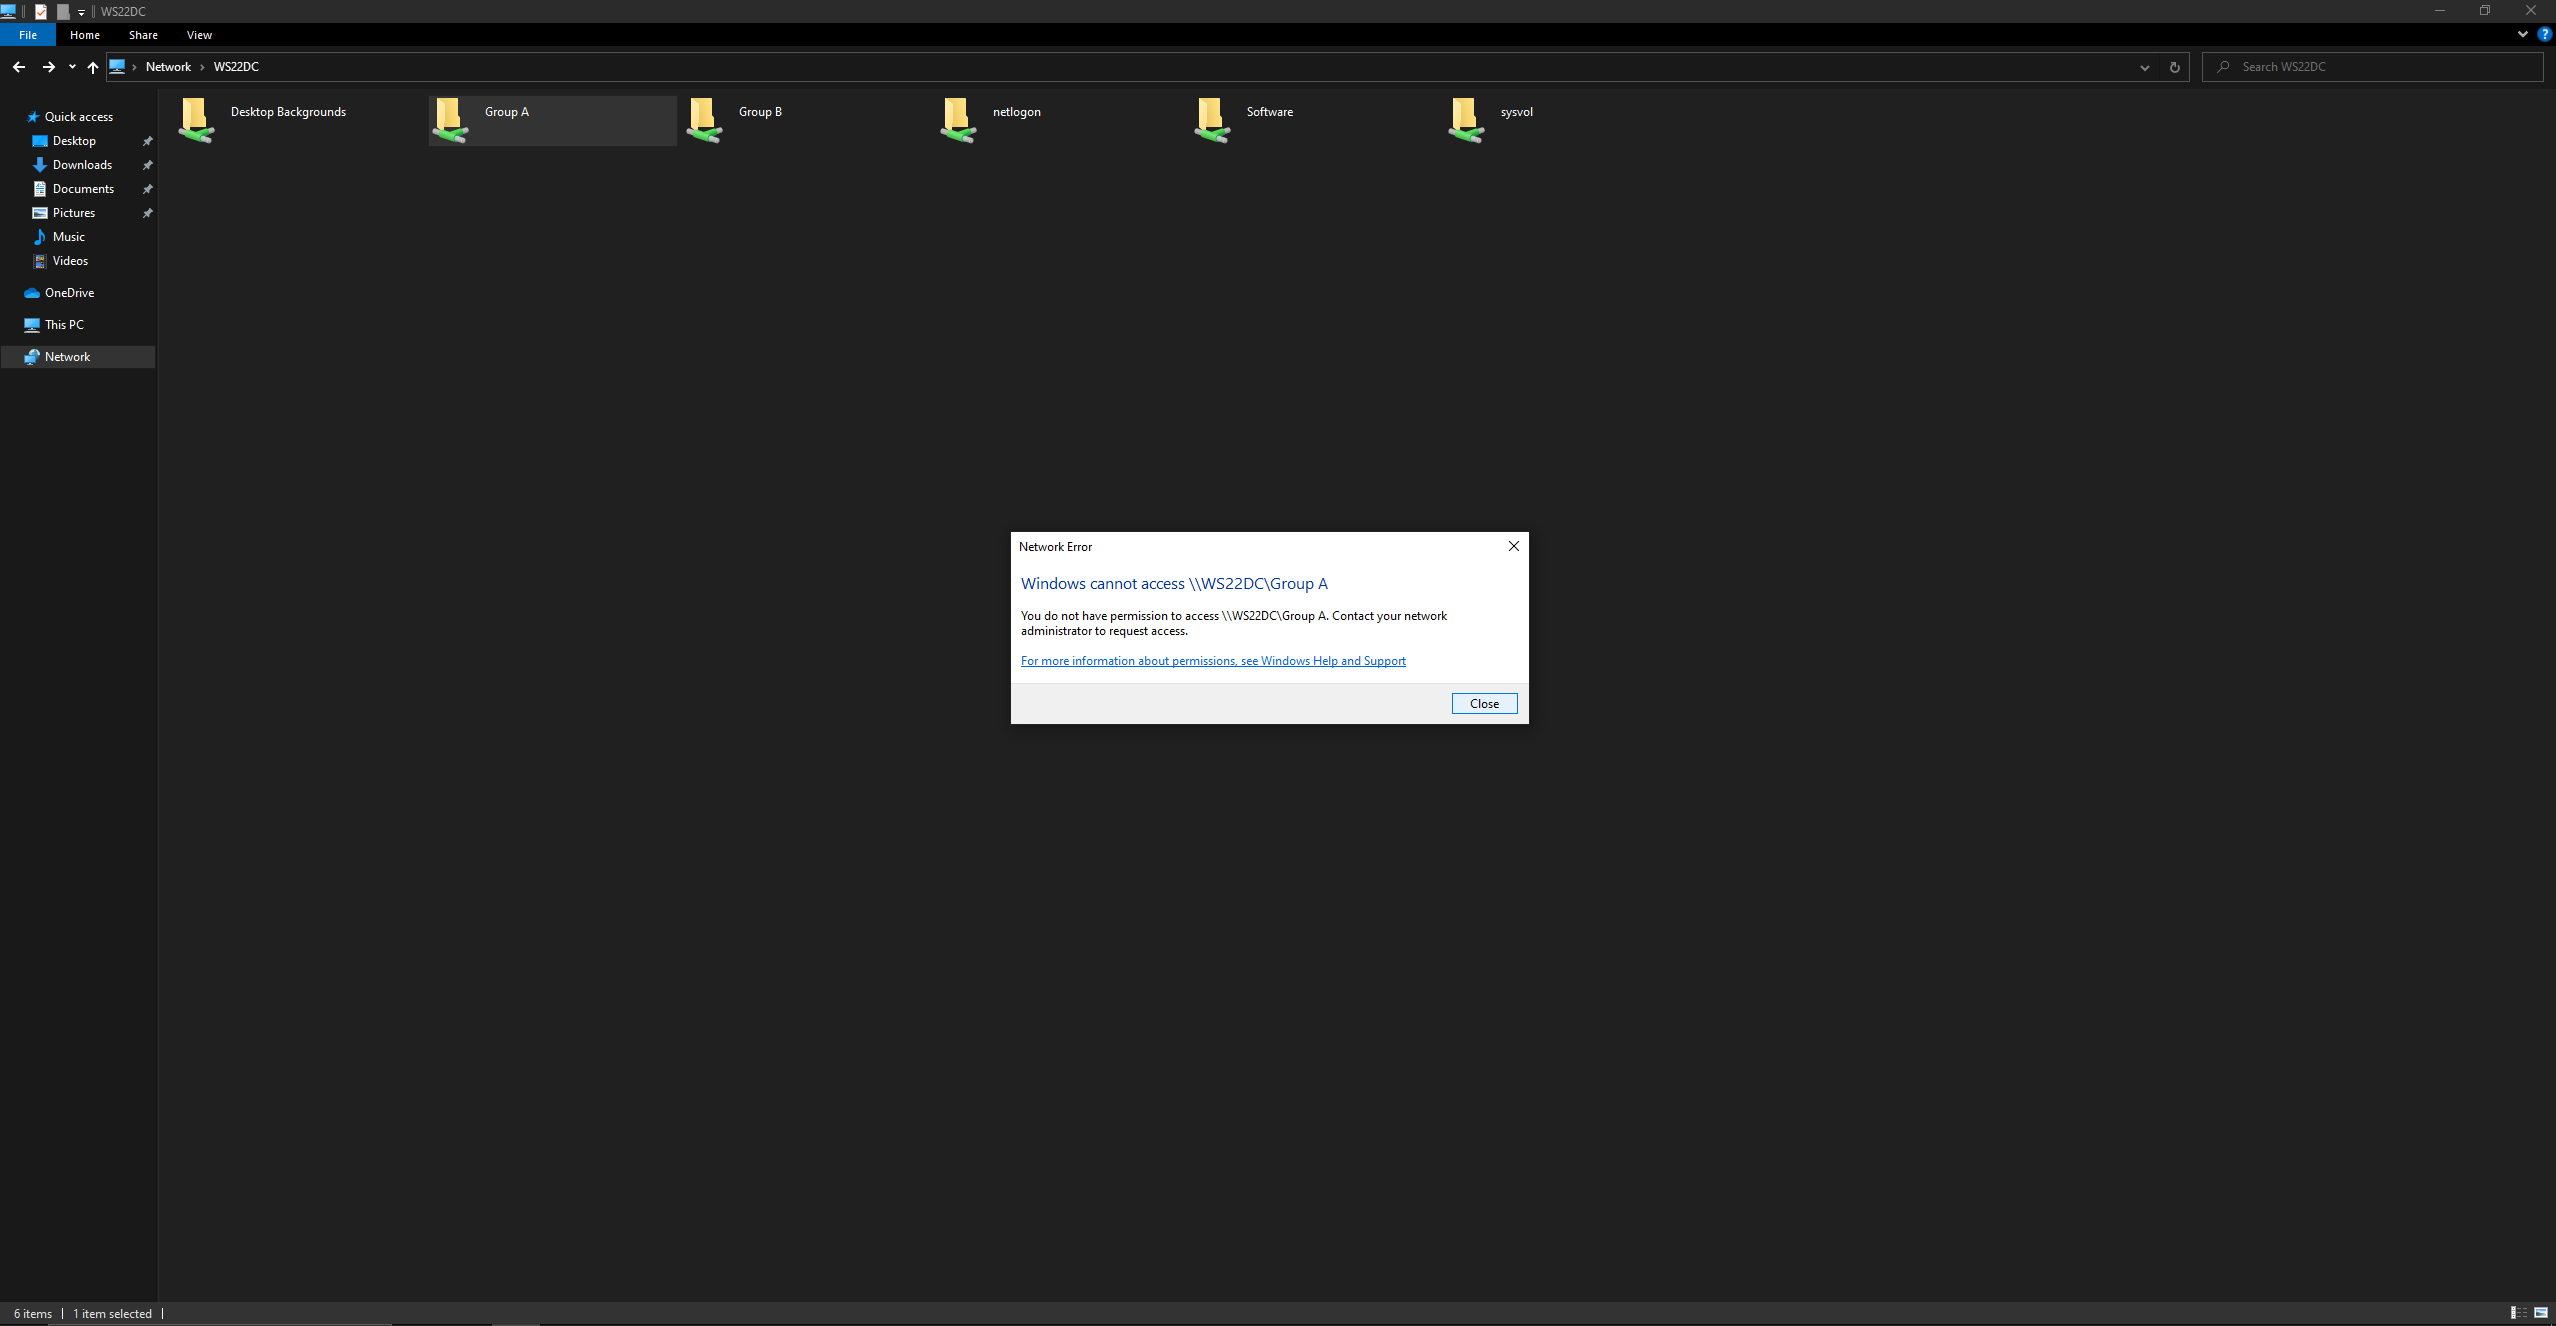 WS22DC
File Home Share View
Network › WS22DC
Search WS22DC
Quick access
Desktop
Downloads
Documents
Pictures
Music
Videos
OneDrive
This PC
Network
Desktop Backgrounds
Group A
Group B
netlogon
Software
sysvol
Network Error
Windows cannot access \\WS22DC\Group A
You do not have permission to access \\WS22DC\Group A. Contact your network
administrator to request access.
For more information about permissions, see Windows Help and Support
Close
6 items 1 item selected